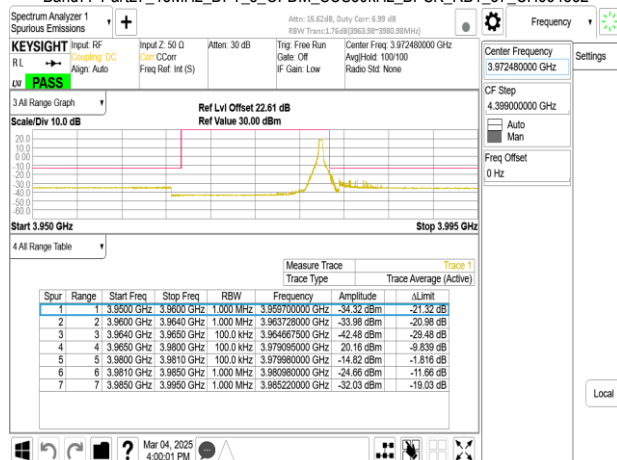 Spectrum Analyzer 1
Spurious Emissions
Attn: 15.62dB, Duty Corr: 6.99 dB
RBW Tranc:1.76dB(3963.98~3980.98MHz)
Frequency
KEYSIGHT
Input: RF
Input Z: 50 Ω
Atten: 30 dB
Trig: Free Run
Center Freq: 3.972480000 GHz
RL
Coupling: DC
Corr CCorr
Gate: Off
Avg|Hold: 100/100
Align: Auto
Freq Ref: Int (S)
IF Gain: Low
Radio Std: None
PASS
Center Frequency
3.972480000 GHz
Settings
CF Step
4.399000000 GHz
Auto
Man
Freq Offset
0 Hz
3 All Range Graph
Ref Lvl Offset 22.61 dB
Scale/Div 10.0 dB
Ref Value 30.00 dBm
20.0
10.0
0.00
-10.0
-20.0
-30.0
-40.0
-50.0
-60.0
Start 3.950 GHz
Stop 3.995 GHz
4 All Range Table
Measure Trace Trace 1
Trace Type Trace Average (Active)
Spur Range Start Freq Stop Freq RBW Frequency Amplitude ΔLimit
1 1 3.9500 GHz 3.9600 GHz 1.000 MHz 3.959700000 GHz -34.32 dBm -21.32 dB
2 2 3.9600 GHz 3.9640 GHz 1.000 MHz 3.963728000 GHz -33.98 dBm -20.98 dB
3 3 3.9640 GHz 3.9650 GHz 100.0 kHz 3.964667500 GHz -42.48 dBm -29.48 dB
4 4 3.9650 GHz 3.9800 GHz 100.0 kHz 3.979095000 GHz 20.16 dBm -9.839 dB
5 5 3.9800 GHz 3.9810 GHz 100.0 kHz 3.979980000 GHz -14.82 dBm -1.816 dB
6 6 3.9810 GHz 3.9850 GHz 1.000 MHz 3.980980000 GHz -24.66 dBm -11.66 dB
7 7 3.9850 GHz 3.9950 GHz 1.000 MHz 3.985220000 GHz -32.03 dBm -19.03 dB
Local
Mar 04, 2025
4:00:01 PM